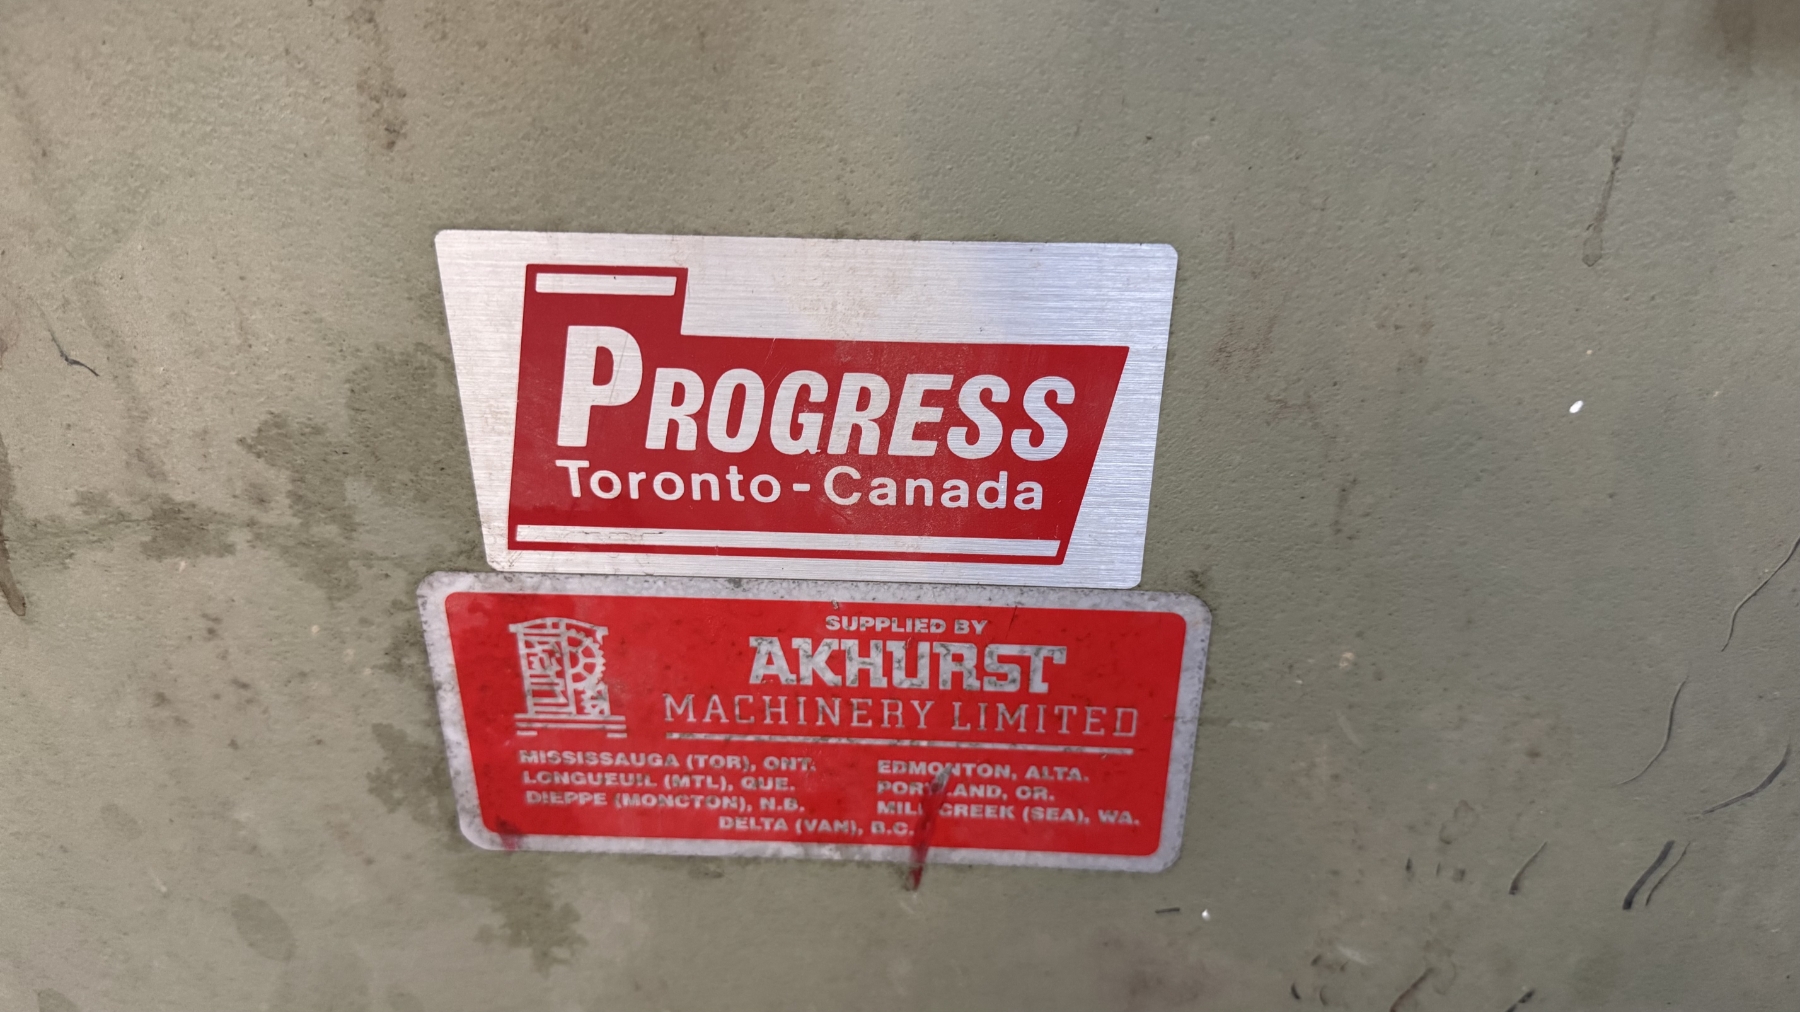 PROGRESS
Toronto - Canada
SUPPLIED BY
AKHURST
MACHINERY LIMITED
MISSISSAUGA (TOR), ONT.
LONGUEUIL (MTL), QUE.
DIEPPE (MONCTON), N.B.
EDMONTON, ALTA.
PORTLAND, OR.
MILL CREEK (SEA), WA.
DELTA (VAN), B.C.